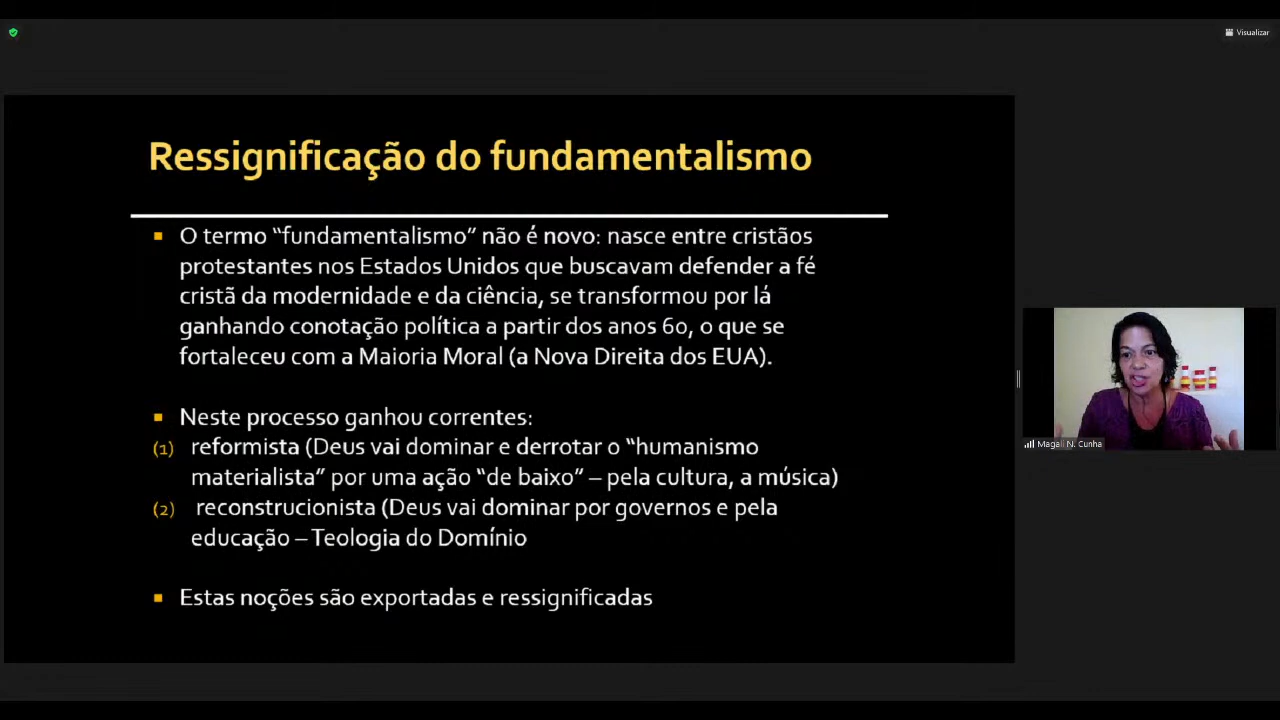 Visualizar
Ressignificação do fundamentalismo
O termo “fundamentalismo” não é novo: nasce entre cristãos
protestantes nos Estados Unidos que buscavam defender a fé
cristã da modernidade e da ciência, se transformou por lá
ganhando conotação política a partir dos anos 60, o que se
fortaleceu com a Maioria Moral (a Nova Direita dos EUA).
Neste processo ganhou correntes:
(1) reformista (Deus vai dominar e derrotar o “humanismo
materialista” por uma ação “de baixo” – pela cultura, a música)
(2) reconstrucionista (Deus vai dominar por governos e pela
educação – Teologia do Domínio
Estas noções são exportadas e ressignificadas
Magali N. Cunha